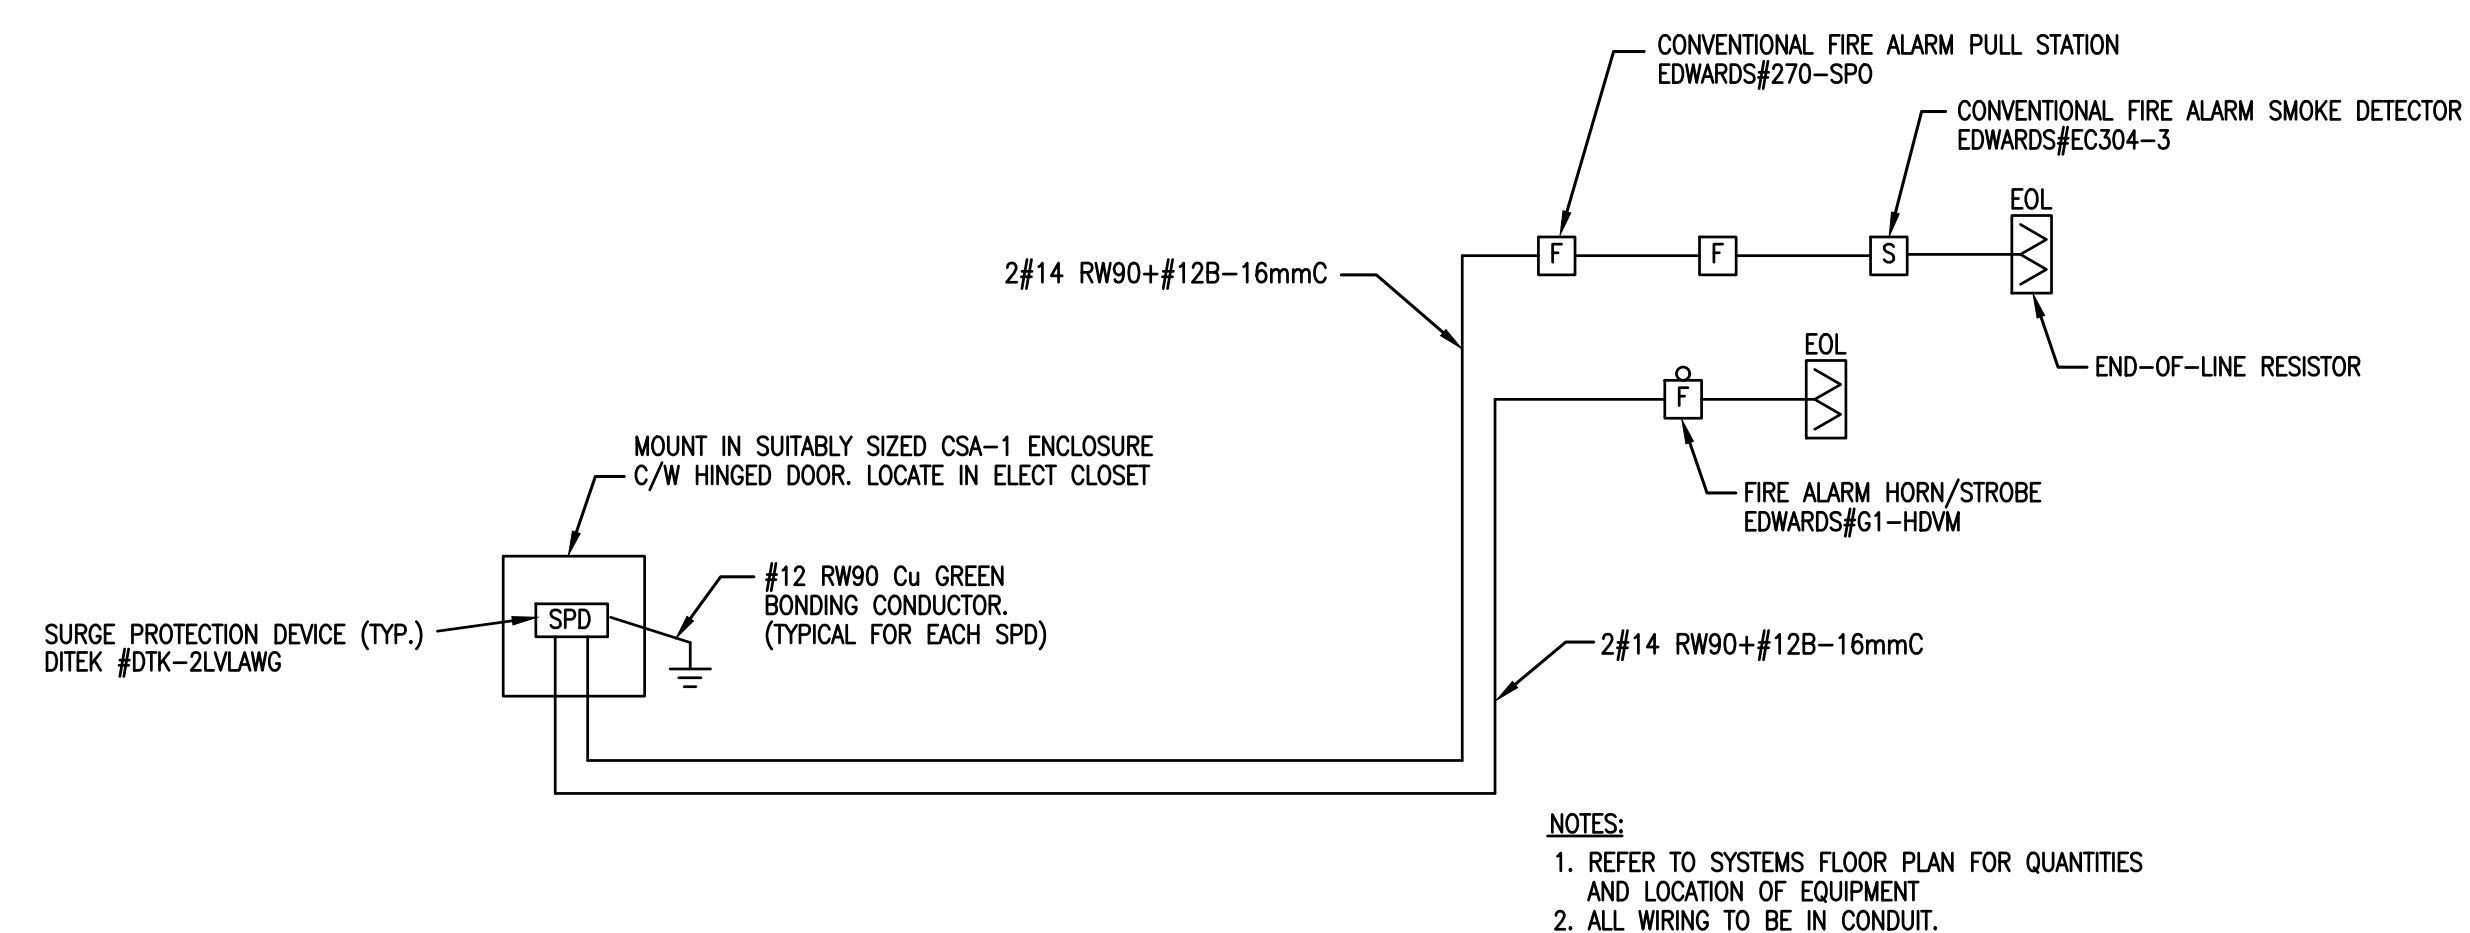 CONVENTIONAL FIRE ALARM PULL STATION
EDWARDS#270-SPO
CONVENTIONAL FIRE ALARM SMOKE DETECTOR
EDWARDS#EC304-3
EOL
F
F
S
2#14 RW90+#12B-16mmC
EOL
END-OF-LINE RESISTOR
F
MOUNT IN SUITABLY SIZED CSA-1 ENCLOSURE
C/W HINGED DOOR. LOCATE IN ELECT CLOSET
FIRE ALARM HORN/STROBE
EDWARDS#G1-HDVM
#12 RW90 Cu GREEN
BONDING CONDUCTOR.
(TYPICAL FOR EACH SPD)
SPD
SURGE PROTECTION DEVICE (TYP.)
DITEK #DTK-2LVLAWG
2#14 RW90+#12B-16mmC
NOTES:
1. REFER TO SYSTEMS FLOOR PLAN FOR QUANTITIES
AND LOCATION OF EQUIPMENT
2. ALL WIRING TO BE IN CONDUIT.